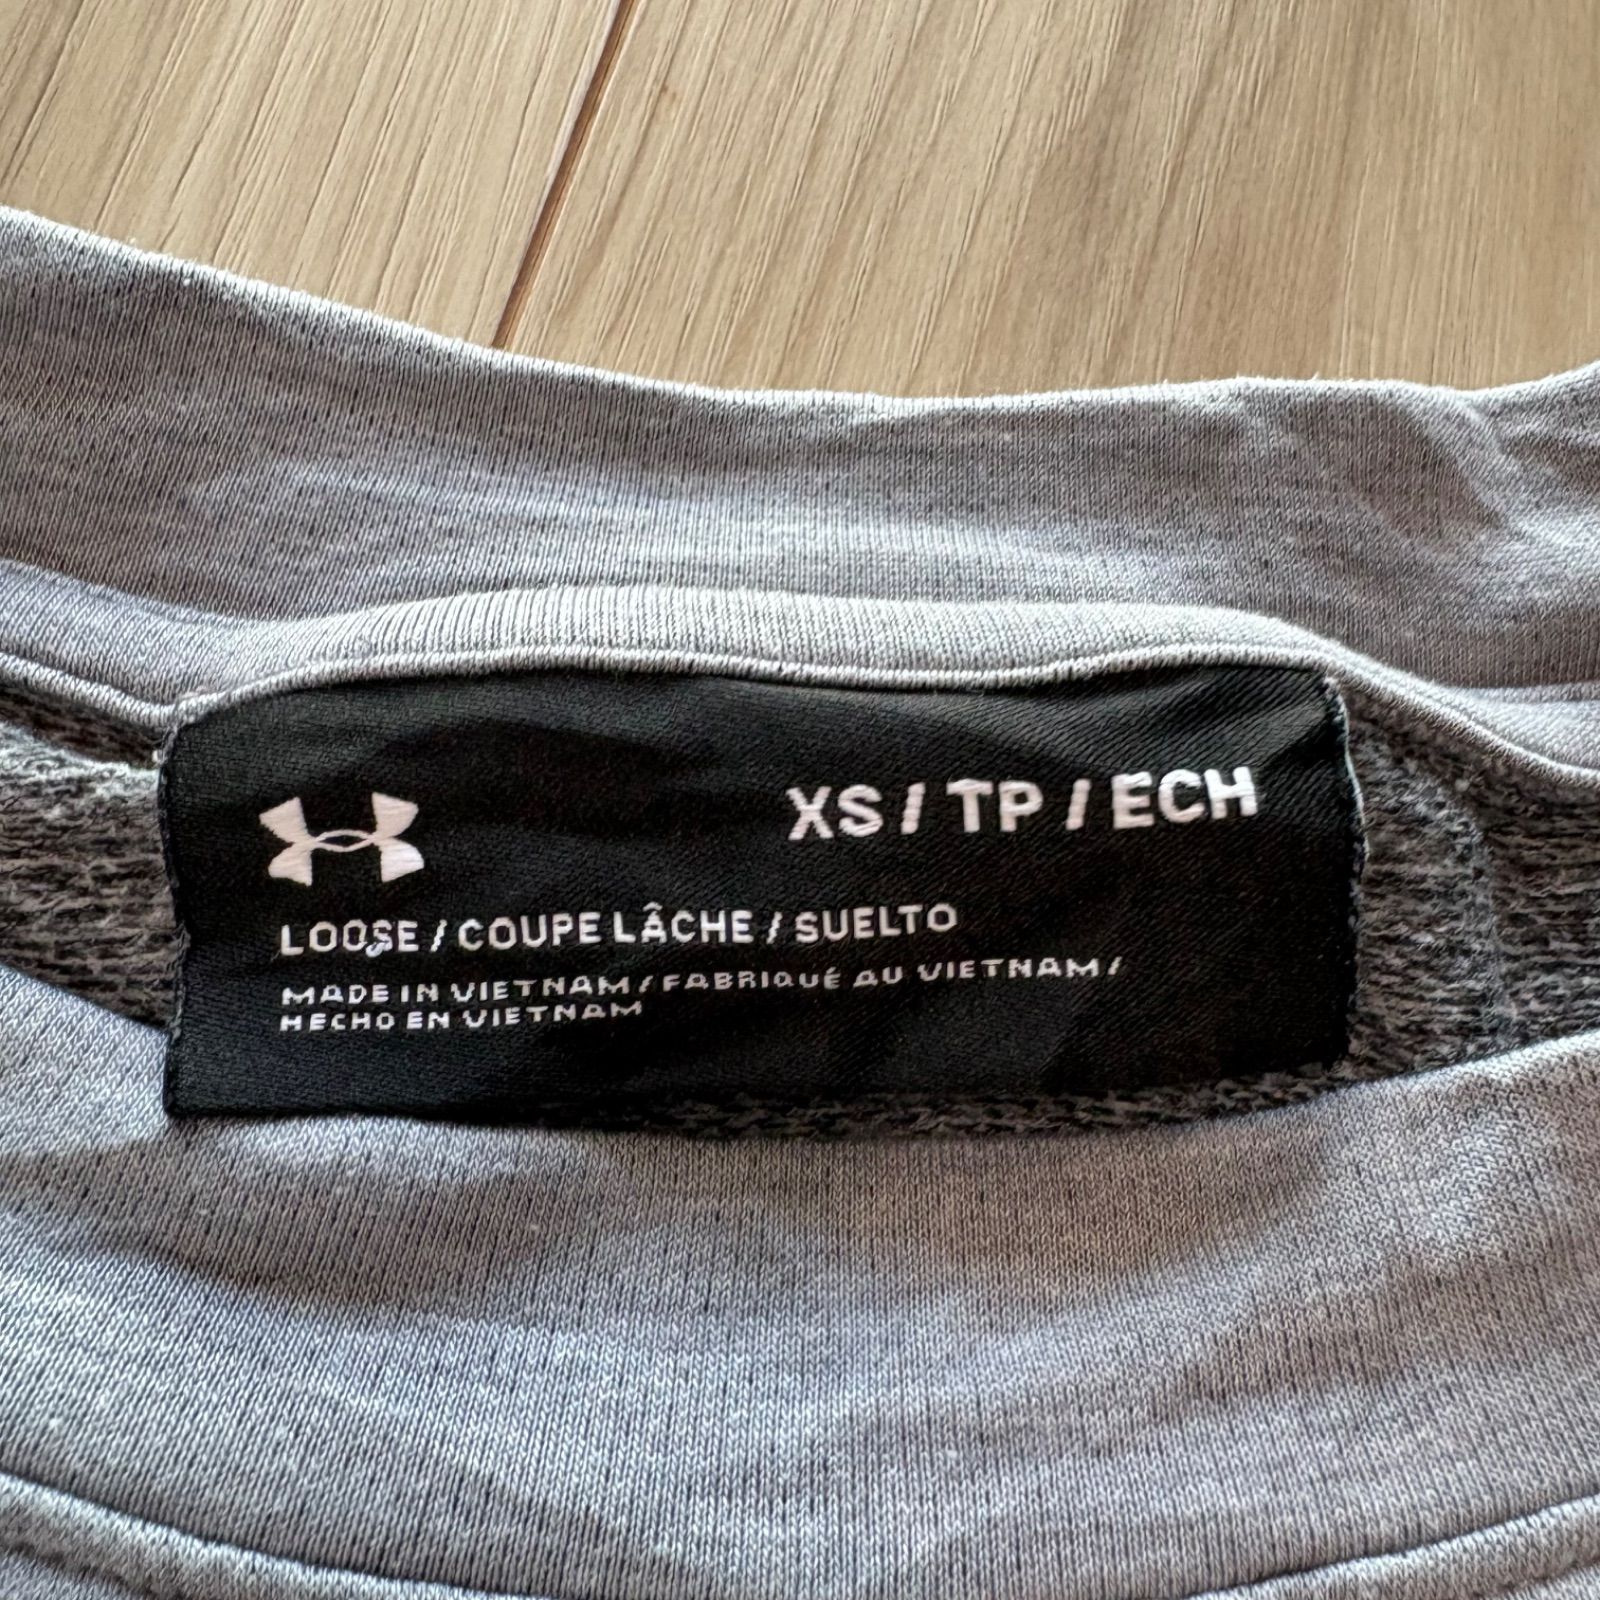 XS / TP / ECH
LOOSE / COUPE LÂCHE / SUELTO
MADE IN VIETNAM / FABRIQUÉ AU VIETNAM /
HECHO EN VIETNAM